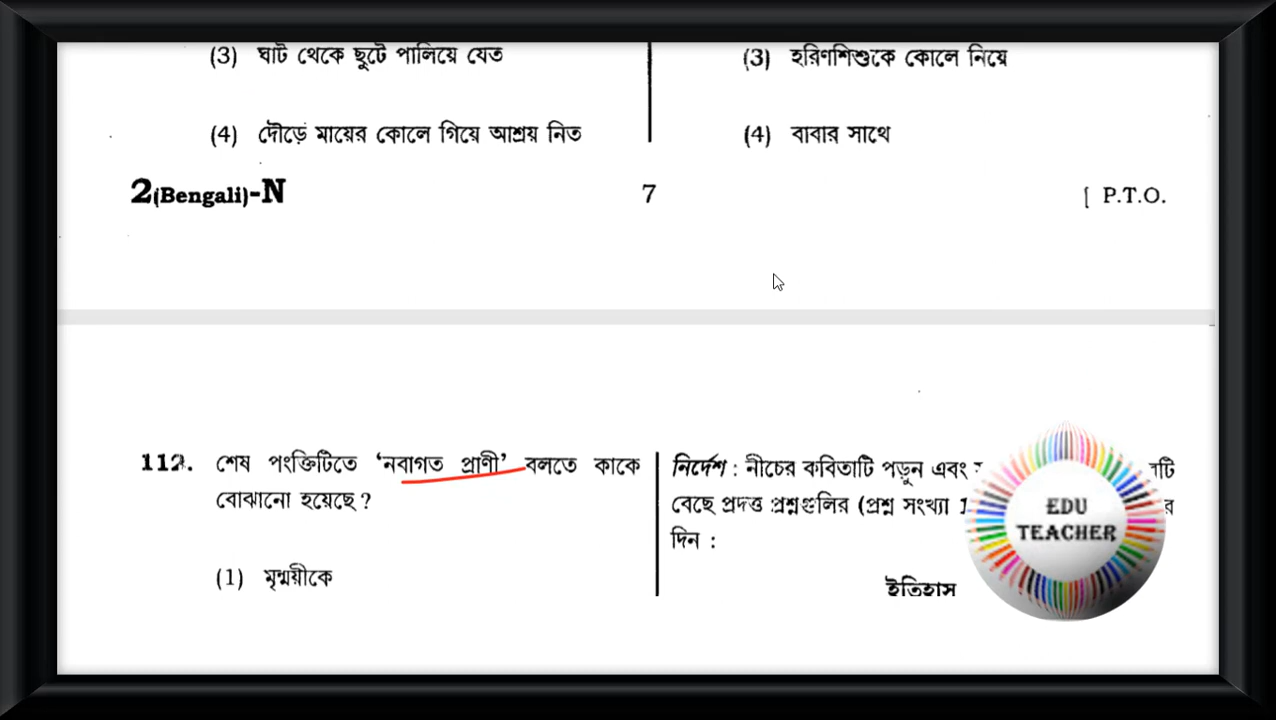 (3) ঘাট থেকে ছুটে পালিয়ে যেত
(4) দৌড়ে মায়ের কোলে গিয়ে আশ্রয় নিত
(3) হরিণশিশুকে কোলে নিয়ে
(4) বাবার সাথে
2(Bengali)-N
7
[ P.T.O.
112. শেষ পংক্তিটিতে ‘নবাগত প্রাণী’ বলতে কাকে
বোঝানো হয়েছে ?
(1) মৃন্ময়ীকে
নির্দেশ : নীচের কবিতাটি পড়ুন এবং
বেছে প্রদত্ত প্রশ্নগুলির (প্রশ্ন সংখ্যা
দিন :
ইতিহাস
EDU
TEACHER